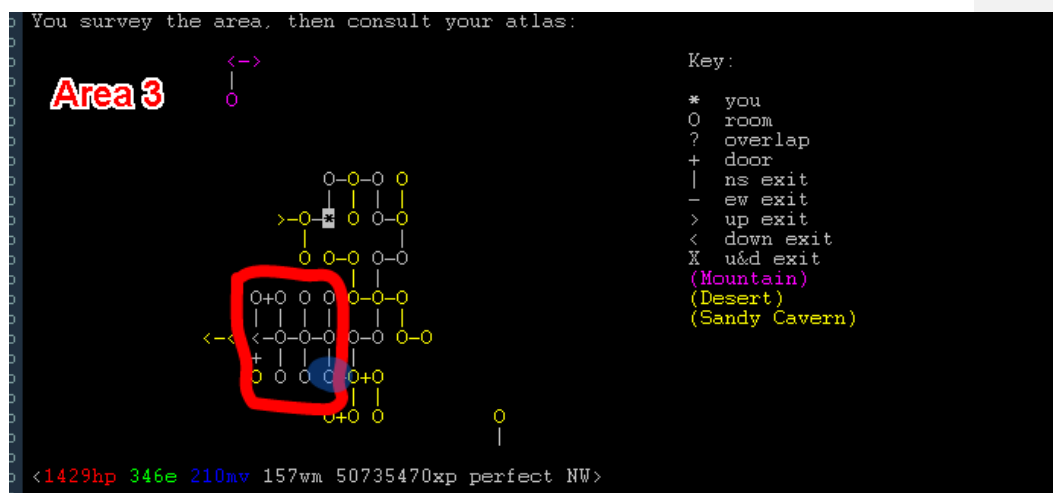 You survey the area, then consult your atlas:
<-> Key:
|
Area 3
O
* you
O room
? overlap
+ door
O-O-O O | ns exit
| | | | - ew exit
>-O-* O O-O > up exit
| | < down exit
O O-O O-O X u&d exit
| (Mountain)
O+O O O O-O-O (Desert)
| | | | | | (Sandy Cavern)
<-< <-O-O-O O-O O-O
+ | | | |
O O O O O+O
| |
O+O O O
|
<1429hp 346e 210mv 157wm 50735470xp perfect NW>